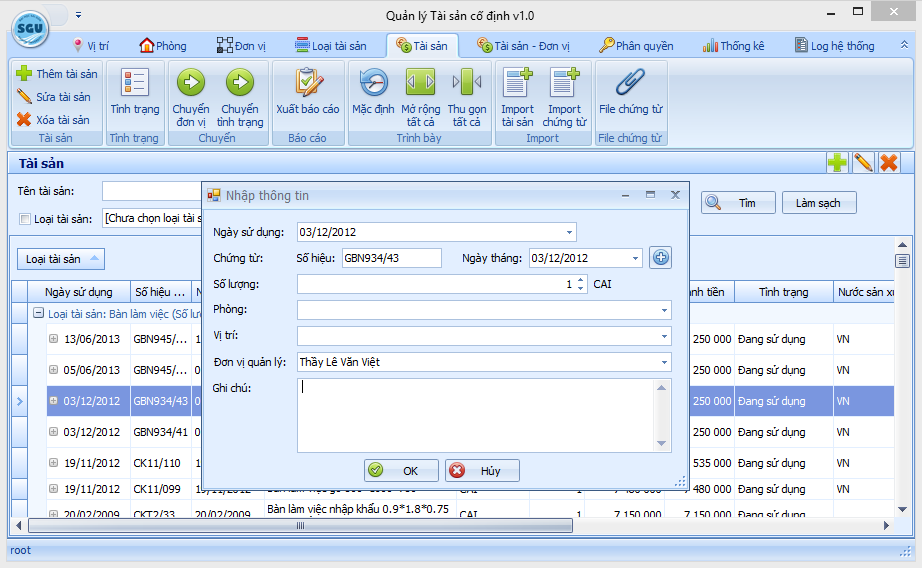 Quản lý Tài sản cố định v1.0
SGU
Vị trí Phòng Đơn vị Loại tài sản Tài sản Tài sản - Đơn vị Phân quyền Thống kê Log hệ thống
Thêm tài sản
Sửa tài sản
Xóa tài sản
Tình trạng
Chuyển đơn vị
Chuyển tình trạng
Xuất báo cáo
Mặc định
Mở rộng tất cả
Thu gọn tất cả
Import tài sản
Import chứng từ
File chứng từ
Tài sản Tình trạng Chuyển Báo cáo Trình bày Import File chứng từ
Tài sản
Tên tài sản:
Loại tài sản: [Chưa chọn loại tài s
Tìm Làm sạch
Loại tài sản
Ngày sử dụng Số hiệu ... N
nh tiền Tình trạng Nước sản xu
Loại tài sản: Bàn làm việc (Số lư
13/06/2013 GBN945/... 250 000 Đang sử dụng VN
05/06/2013 GBN945/... 250 000 Đang sử dụng VN
03/12/2012 GBN934/43 0 250 000 Đang sử dụng VN
03/12/2012 GBN934/41 0 250 000 Đang sử dụng VN
19/11/2012 CK11/110 535 000 Đang sử dụng VN
19/11/2012 CK11/099 480 000 Đang sử dụng VN
20/02/2009 CKT2/33 20/02/2009 Bàn làm việc nhập khẩu 0.9*1.8*0.75 CAI 1 7 150 000 7 150 000 Đang sử dụng VN
Nhập thông tin
Ngày sử dụng: 03/12/2012
Chứng từ: Số hiệu: GBN934/43 Ngày tháng: 03/12/2012
Số lượng: 1 CAI
Phòng:
Vị trí:
Đơn vị quản lý: Thầy Lê Văn Việt
Ghi chú:
OK Hủy
root